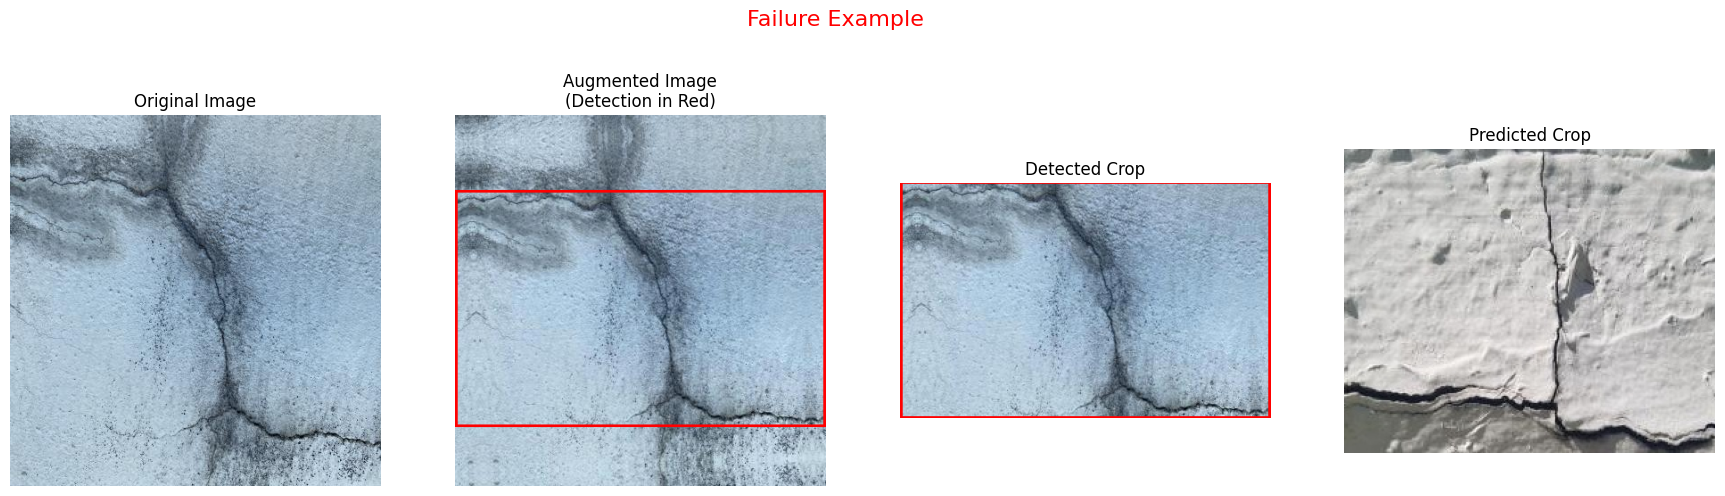 Failure Example
Original Image
Augmented Image
(Detection in Red)
Detected Crop
Predicted Crop